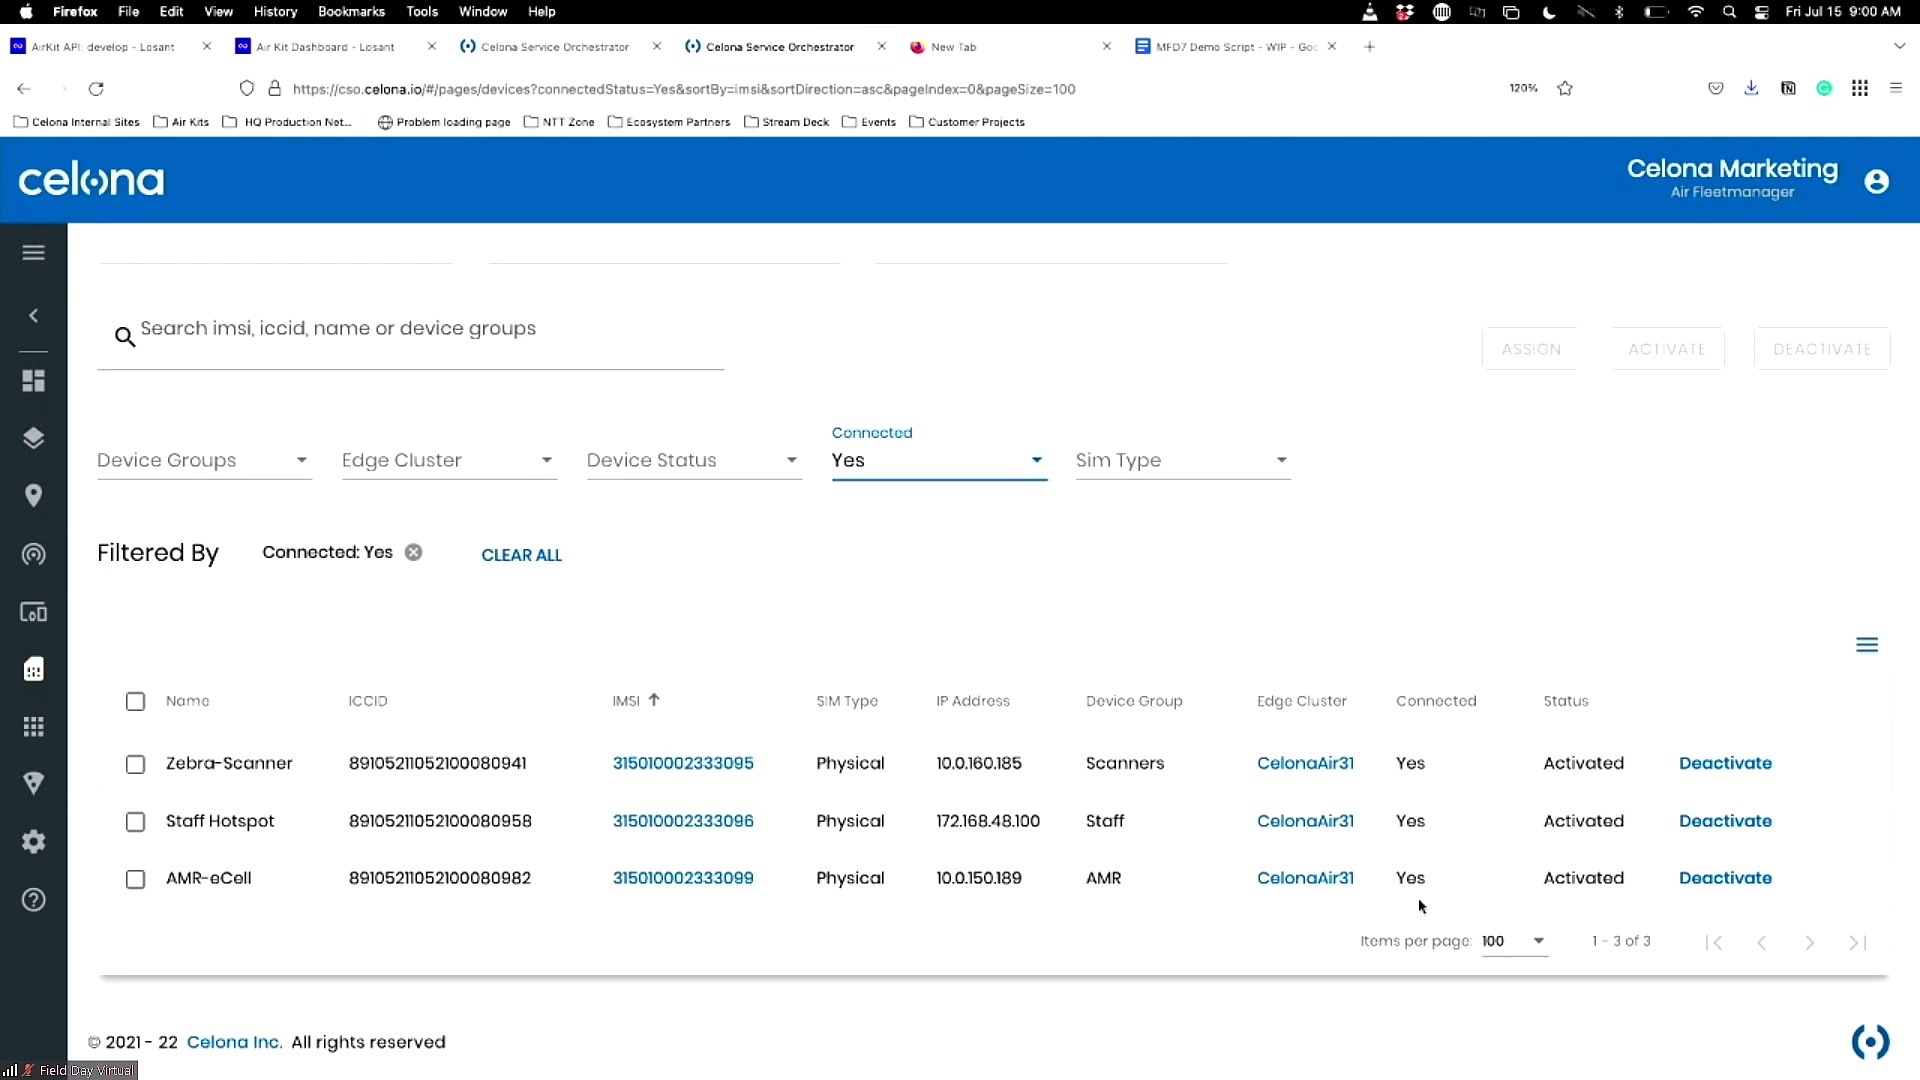 Firefox File Edit View History Bookmarks Tools Window Help Fri Jul 15 9:00 AM
AirKit API: develop - Losant Air Kit Dashboard - Losant Celona Service Orchestrator Celona Service Orchestrator New Tab MFD7 Demo Script - WIP - Goo
https://cso.celona.io/#/pages/devices?connectedStatus=Yes&sortBy=imsi&sortDirection=asc&pageIndex=0&pageSize=100 120%
Celona Internal Sites Air Kits HQ Production Net... Problem loading page NTT Zone Ecosystem Partners Stream Deck Events Customer Projects
celona
Celona Marketing
Air Fleetmanager
Search imsi, iccid, name or device groups
ASSIGN ACTIVATE DEACTIVATE
Connected
Device Groups Edge Cluster Device Status Yes Sim Type
Filtered By Connected: Yes CLEAR ALL
Name ICCID IMSI SIM Type IP Address Device Group Edge Cluster Connected Status
Zebra-Scanner 89105211052100080941 315010002333095 Physical 10.0.160.185 Scanners CelonaAir31 Yes Activated Deactivate
Staff Hotspot 89105211052100080958 315010002333096 Physical 172.168.48.100 Staff CelonaAir31 Yes Activated Deactivate
AMR-eCell 89105211052100080982 315010002333099 Physical 10.0.150.189 AMR CelonaAir31 Yes Activated Deactivate
Items per page: 100 1 - 3 of 3
© 2021 - 22 Celona Inc. All rights reserved
Field Day Virtual